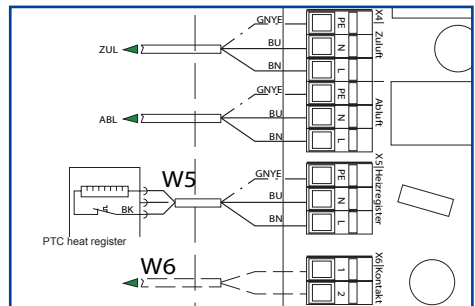 X4|
Zuluft
ZUL
GNYE
PE
BU
N
BN
L
Abluft
ABL
GNYE
PE
BU
N
BN
L
X5|Heizregister
W5
GNYE
PE
BU
N
BN
L
BK
PTC heat register
X6|Kontakt
W6
1
2